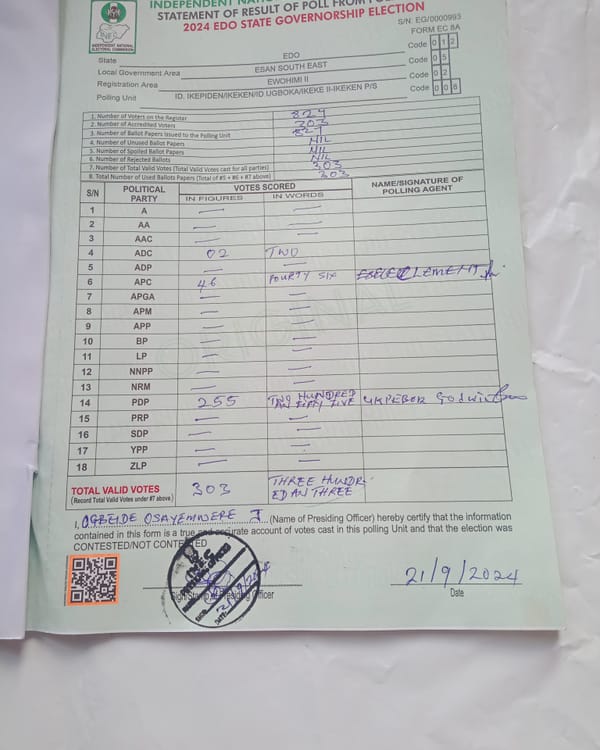 INDEPENDENT
STATEMENT OF RESULT OF POLL FROM
2024 EDO STATE GOVERNORSHIP ELECTION
S/N. EG/0000993
FORM EC 8A
INEC
INDEPENDENT NATIONAL
ELECTORAL COMMISSION
State EDO Code 0 1 2
Local Government Area ESAN SOUTH EAST Code 0 5
Registration Area EWOHIMI II Code 0 2
Polling Unit ID. IKEPIDEN/IKEKEN/ID UGBOKA/IKEKE II-IKEKEN P/S Code 0 0 6
1. Number of Voters on the Register 827
2. Number of Accredited Voters 303
3. Number of Ballot Papers Issued to the Polling Unit 827
4. Number of Unused Ballot Papers NIL
5. Number of Spoiled Ballot Papers NIL
6. Number of Rejected Ballots NIL
7. Number of Total Valid Votes (Total Valid Votes cast for all parties) 303
8. Total Number of Used Ballots Papers (Total of #5 + #6 + #7 above) 303
S/N POLITICAL PARTY VOTES SCORED NAME/SIGNATURE OF POLLING AGENT
IN FIGURES IN WORDS
1 A — —
2 AA — —
3 AAC — —
4 ADC 02 TWO
5 ADP — —
6 APC 46 FOURTY SIX EBELE CLEMENT
7 APGA — —
8 APM — —
9 APP — —
10 BP — —
11 LP — —
12 NNPP — —
13 NRM — —
14 PDP 255 TWO HUNDRED AN FIFTY FIVE UKPEBOR GODWIN
15 PRP — —
16 SDP — —
17 YPP — —
18 ZLP — —
TOTAL VALID VOTES 303 THREE HUNDR
(Record Total Valid Votes under #7 above) ED AN THREE
ORIGINAL
I, OGBEIDE OSAYEMWERE J (Name of Presiding Officer) hereby certify that the information
contained in this form is a true and accurate account of votes cast in this polling Unit and that the election was
CONTESTED/NOT CONTESTED
21/9/2024
Officer Date